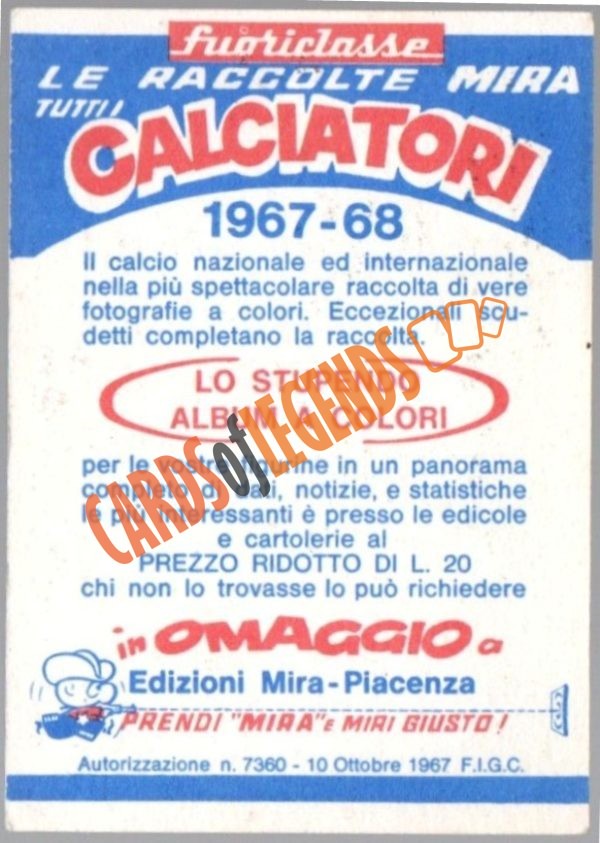 fuoriclasse
LE RACCOLTE MIRA
TUTTI I
CALCIATORI
1967-68
Il calcio nazionale ed internazionale
nella più spettacolare raccolta di vere
fotografie a colori. Eccezionali scu-
detti completano la raccolta.
LO STUPENDO
ALBUM A COLORI
per le vostre figurine in un panorama
completo di dati, notizie, e statistiche
le più interessanti è presso le edicole
e cartolerie al
PREZZO RIDOTTO DI L. 20
chi non lo trovasse lo può richiedere
in OMAGGIO a
Edizioni Mira-Piacenza
PRENDI "MIRA" E MIRI GIUSTO!
Autorizzazione n. 7360 - 10 Ottobre 1967 F.I.G.C.
CARDS of LEGENDS